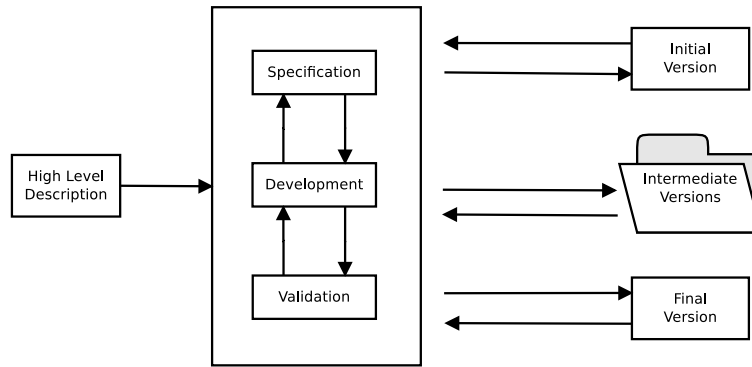 High Level
Description
Specification
Development
Validation
Initial
Version
Intermediate
Versions
Final
Version